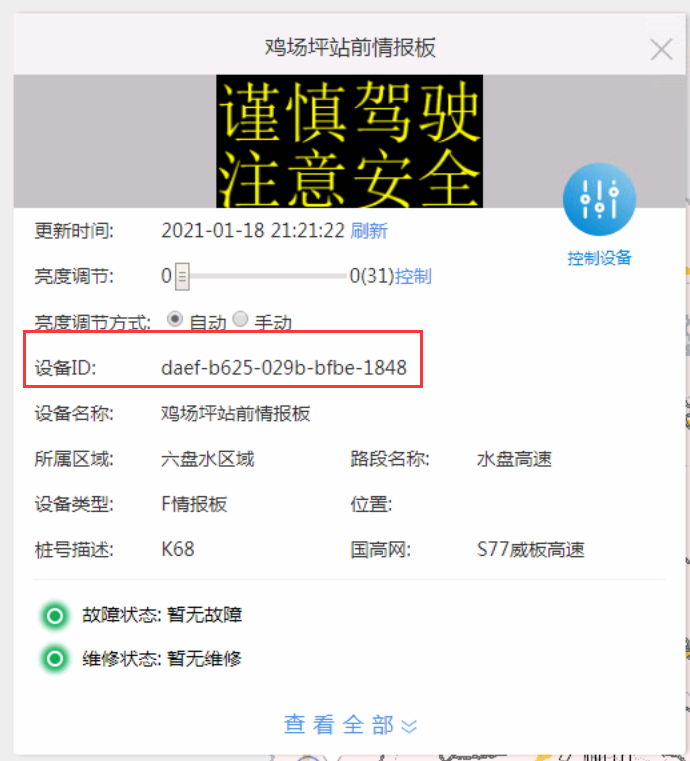 鸡场坪站前情报板
谨慎驾驶
注意安全
更新时间: 2021-01-18 21:21:22 刷新
亮度调节: 0 0(31)控制
控制设备
亮度调节方式: 自动 手动
设备ID: daef-b625-029b-bfbe-1848
设备名称: 鸡场坪站前情报板
所属区域: 六盘水区域 路段名称: 水盘高速
设备类型: F情报板 位置:
桩号描述: K68 国高网: S77威板高速
故障状态: 暂无故障
维修状态: 暂无维修
查看全部